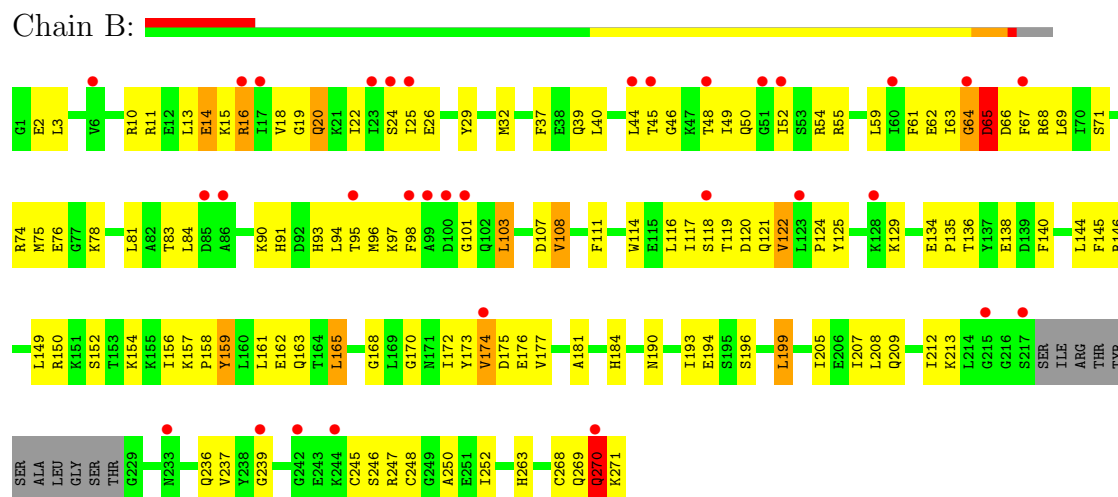 Chain B:
G1 E2 L3 V6 R10 R11 E12 L13 E14 K15 R16 I17 V18 G19 Q20 K21 I22 I23 S24 I25 E26 Y29 M32 F37 E38 Q39 L40 L44 T45 G46 K47 T48 I49 Q50 G51 I52 S53 R54 R55 L59 I60 F61 E62 I63 G64 D65 D66 F67 R68 L69 I70 S71
R74 M75 E76 G77 K78 L81 A82 T83 L84 D85 A86 K90 H91 D92 H93 L94 T95 M96 K97 F98 A99 D100 G101 Q102 L103 D107 V108 F111 W114 E115 L116 I117 S118 T119 D120 Q121 V122 L123 P124 Y125 K128 K129 E134 P135 T136 Y137 E138 D139 F140 L144 F145 R146
L149 R150 K151 S152 T153 K154 K155 I156 K157 P158 Y159 L160 L161 E162 Q163 T164 L165 G168 L169 G170 N171 I172 Y173 V174 D175 E176 V177 A181 H184 N190 I193 E194 S195 S196 L199 I205 E206 I207 L208 Q209 I212 K213 L214 G215 G216 S217 SER ILE ARG THR TYR
SER ALA LEU GLY SER THR G229 N233 Q236 V237 Y238 G239 G242 E243 K244 C245 S246 R247 C248 G249 A250 E251 I252 H263 C268 Q269 Q270 K271